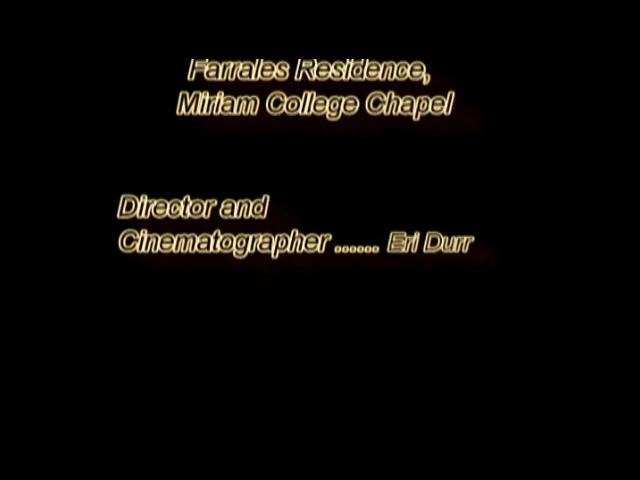 Farrales Residence,
Miriam College Chapel
Director and
Cinematographer ...... Eri Durr